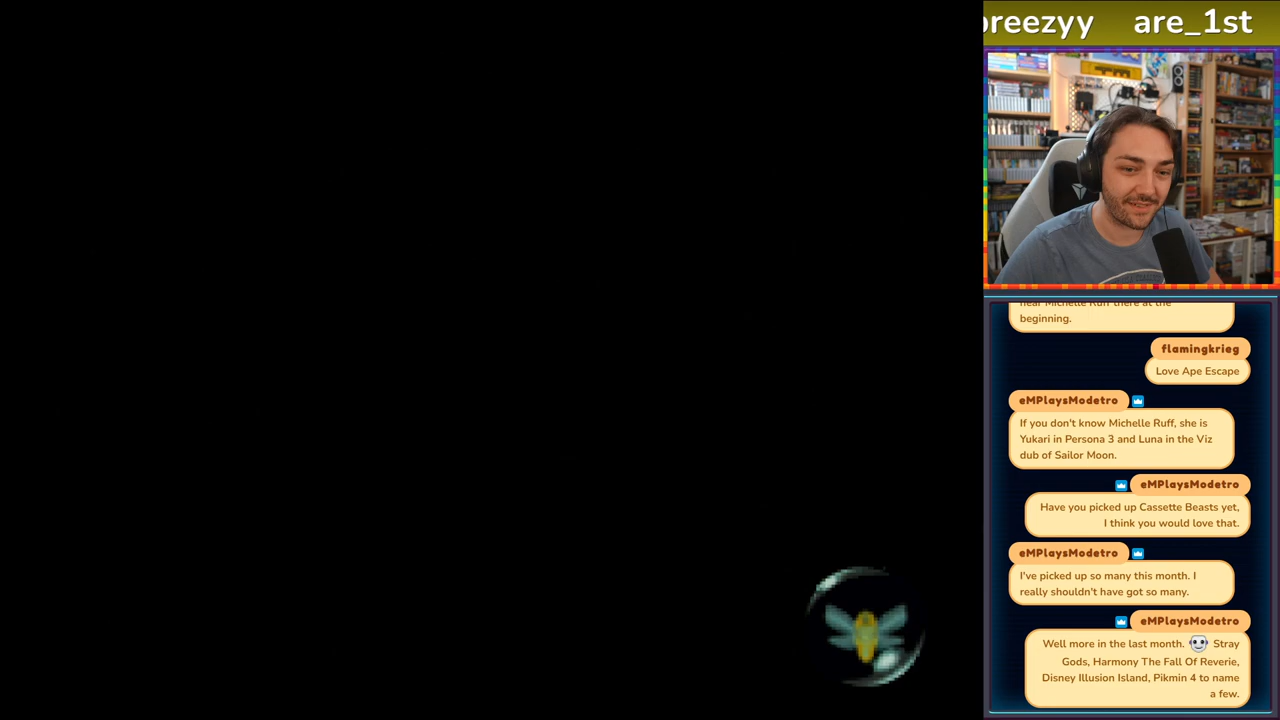 are_1st
beginning.
flamingkrieg
Love Ape Escape
eMPlaysModetro
If you don't know Michelle Ruff, she is
Yukari in Persona 3 and Luna in the Viz
dub of Sailor Moon.
eMPlaysModetro
Have you picked up Cassette Beasts yet,
I think you would love that.
eMPlaysModetro
I've picked up so many this month. I
really shouldn't have got so many.
eMPlaysModetro
Well more in the last month. Stray
Gods, Harmony The Fall Of Reverie,
Disney Illusion Island, Pikmin 4 to name
a few.